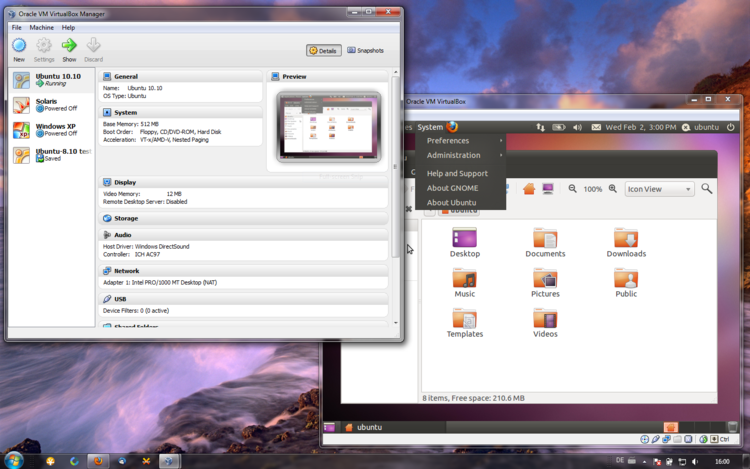 Oracle VM VirtualBox Manager
File Machine Help
New Settings Show Discard
Details Snapshots
Ubuntu 10.10
Running
Solaris
Powered Off
Windows XP
Powered Off
Ubuntu-8.10 test
Saved
General
Name: Ubuntu 10.10
OS Type: Ubuntu
System
Base Memory: 512 MB
Boot Order: Floppy, CD/DVD-ROM, Hard Disk
Acceleration: VT-x/AMD-V, Nested Paging
Preview
Display
Video Memory: 12 MB
Remote Desktop Server: Disabled
Storage
Audio
Host Driver: Windows DirectSound
Controller: ICH AC97
Network
Adapter 1: Intel PRO/1000 MT Desktop (NAT)
USB
Device Filters: 0 (0 active)
Shared Folders
Oracle VM VirtualBox
es System Wed Feb 2, 3:00 PM ubuntu
Preferences
Administration
Help and Support
About GNOME
About Ubuntu
100% Icon View
ubuntu
Desktop Documents Downloads
Music Pictures Public
Templates Videos
8 items, Free space: 210.6 MB
ubuntu
Ctrl
DE 16:00